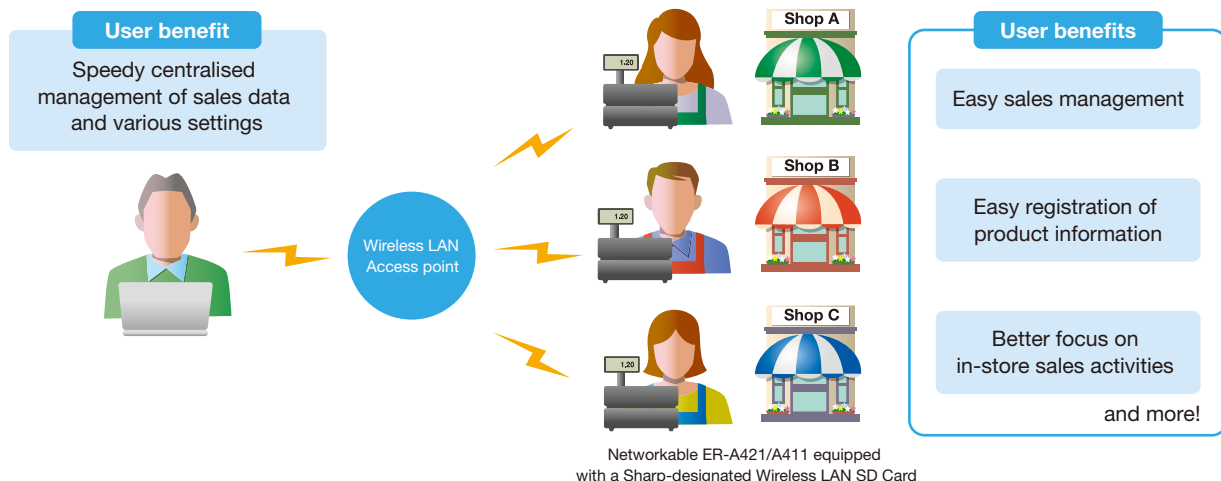 User benefit
Speedy centralised
management of sales data
and various settings
Wireless LAN
Access point
1.20
Shop A
1.20
Shop B
1,20
Shop C
Networkable ER-A421/A411 equipped
with a Sharp-designated Wireless LAN SD Card
User benefits
Easy sales management
Easy registration of
product information
Better focus on
in-store sales activities
and more!